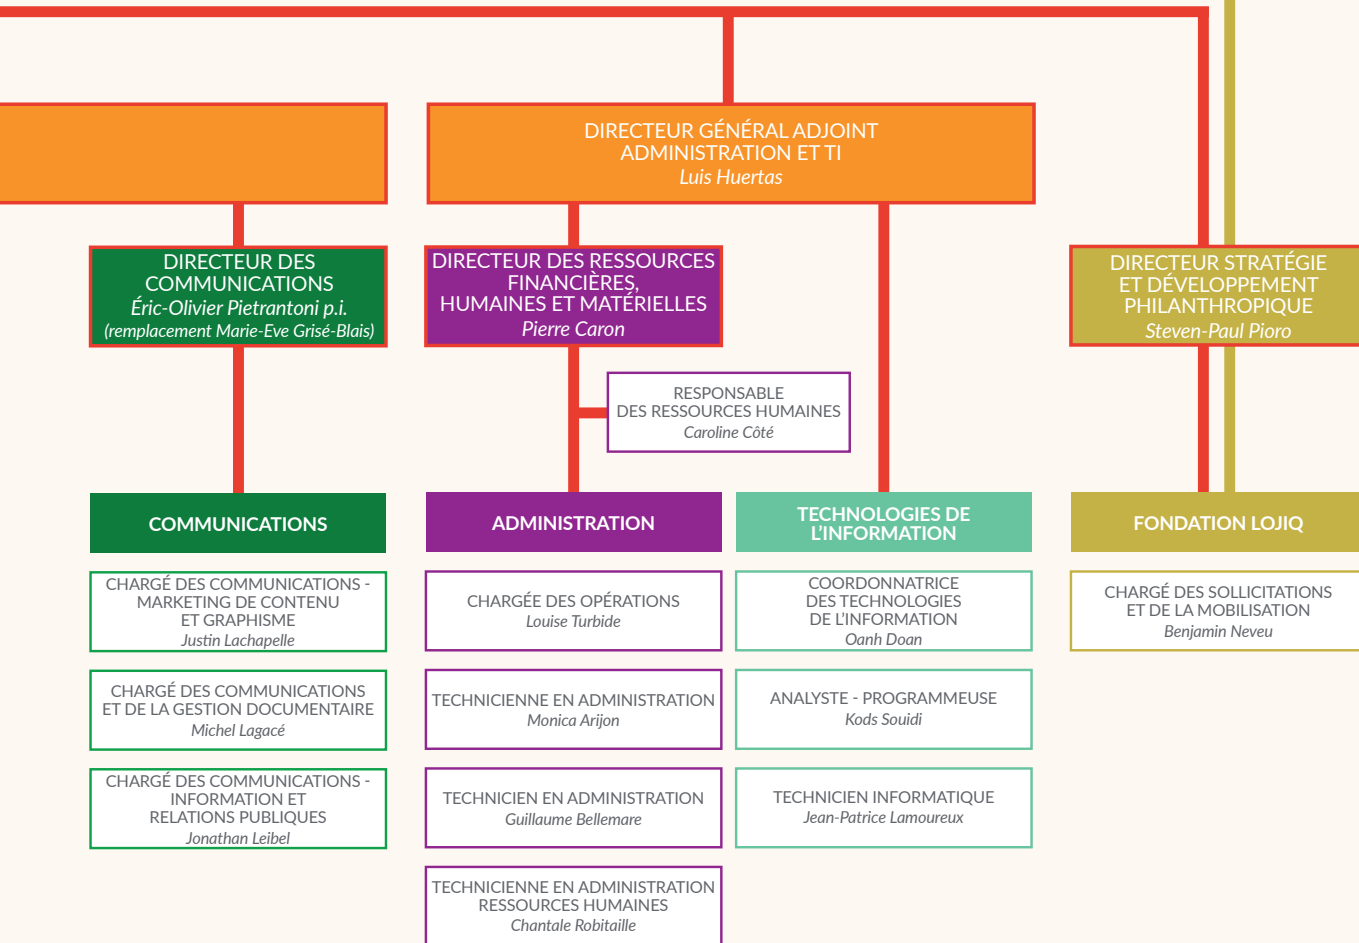 DIRECTEUR GÉNÉRAL ADJOINT
ADMINISTRATION ET TI
Luis Huertas
DIRECTEUR DES
COMMUNICATIONS
Éric-Olivier Pietrantoni p.i.
(remplacement Marie-Eve Grisé-Blais)
DIRECTEUR DES RESSOURCES
FINANCIÈRES,
HUMAINES ET MATÉRIELLES
Pierre Caron
DIRECTEUR STRATÉGIE
ET DÉVELOPPEMENT
PHILANTHROPIQUE
Steven-Paul Pioro
RESPONSABLE
DES RESSOURCES HUMAINES
Caroline Côté
COMMUNICATIONS
CHARGÉ DES COMMUNICATIONS -
MARKETING DE CONTENU
ET GRAPHISME
Justin Lachapelle
CHARGÉ DES COMMUNICATIONS
ET DE LA GESTION DOCUMENTAIRE
Michel Lagacé
CHARGÉ DES COMMUNICATIONS -
INFORMATION ET
RELATIONS PUBLIQUES
Jonathan Leibel
ADMINISTRATION
CHARGÉE DES OPÉRATIONS
Louise Turbide
TECHNICIENNE EN ADMINISTRATION
Monica Arijon
TECHNICIEN EN ADMINISTRATION
Guillaume Bellemare
TECHNICIENNE EN ADMINISTRATION
RESSOURCES HUMAINES
Chantale Robitaille
TECHNOLOGIES DE
L'INFORMATION
COORDONNATRICE
DES TECHNOLOGIES
DE L'INFORMATION
Oanh Doan
ANALYSTE - PROGRAMMEUSE
Kods Souidi
TECHNICIEN INFORMATIQUE
Jean-Patrice Lamoureux
FONDATION LOJIQ
CHARGÉ DES SOLLICITATIONS
ET DE LA MOBILISATION
Benjamin Neveu